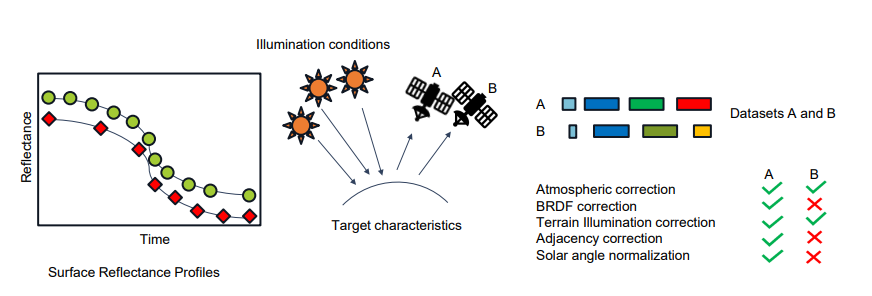 Illumination conditions
A
B
Reflectance
Time
Surface Reflectance Profiles
Target characteristics
A
B
Datasets A and B
A B
Atmospheric correction
BRDF correction
Terrain Illumination correction
Adjacency correction
Solar angle normalization